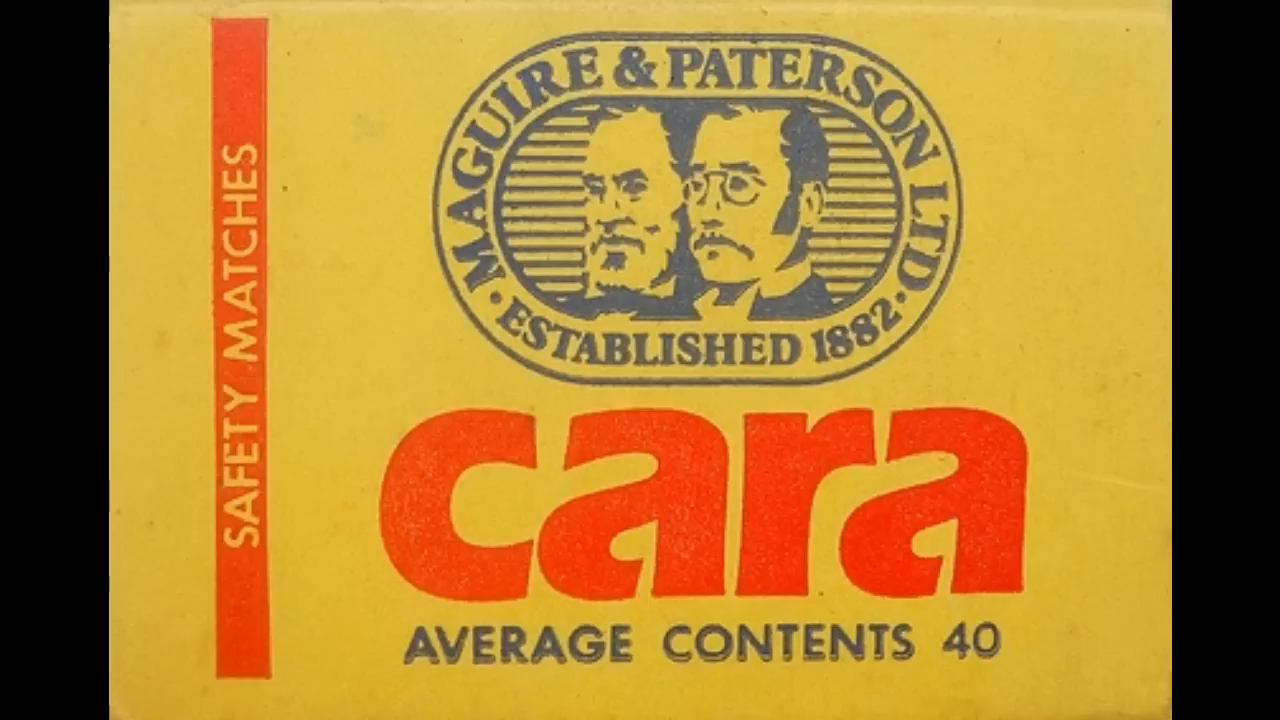 SAFETY MATCHES
MAGUIRE & PATERSON LTD
· ESTABLISHED 1882 ·
cara
AVERAGE CONTENTS 40